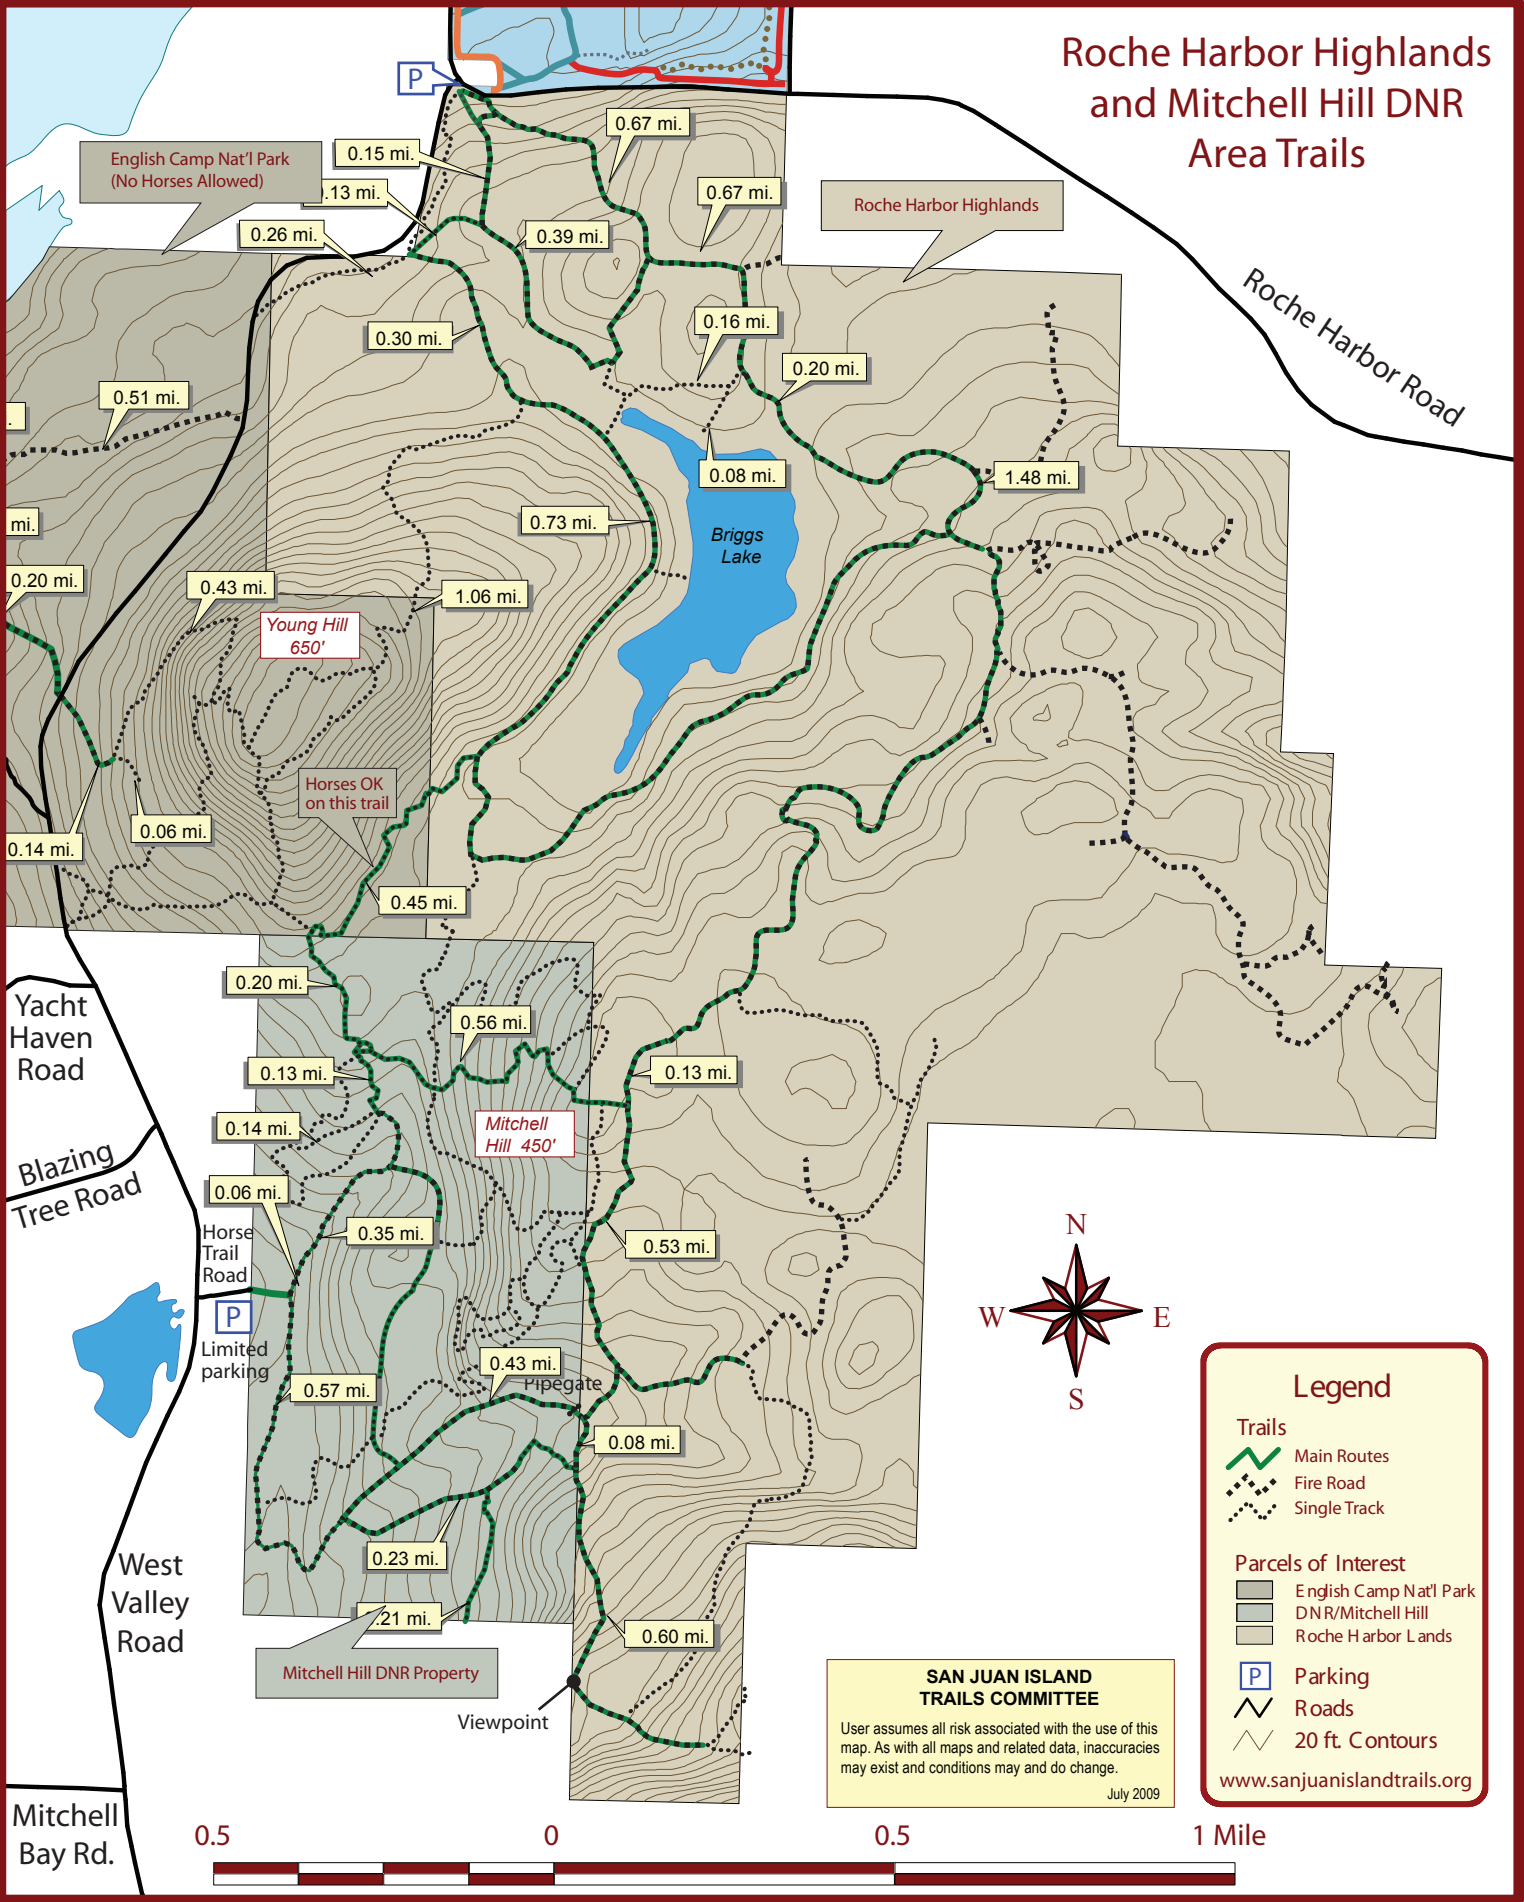 Roche Harbor Highlands
and Mitchell Hill DNR
Area Trails
P
0.67 mi.
0.15 mi.
English Camp Nat'l Park
(No Horses Allowed)
.13 mi.
0.67 mi.
Roche Harbor Highlands
0.26 mi.
0.39 mi.
Roche Harbor Road
0.30 mi.
0.16 mi.
0.20 mi.
0.51 mi.
.
0.08 mi.
1.48 mi.
mi.
0.73 mi.
Briggs
Lake
0.20 mi.
0.43 mi.
1.06 mi.
Young Hill
650'
Horses OK
on this trail
0.06 mi.
0.14 mi.
0.45 mi.
0.20 mi.
Yacht
Haven
Road
0.56 mi.
0.13 mi.
0.13 mi.
0.14 mi.
Mitchell
Hill 450'
Blazing
Tree Road
0.06 mi.
Horse
Trail
Road
0.35 mi.
0.53 mi.
P
Limited
parking
0.43 mi.
Pipegate
0.57 mi.
0.08 mi.
N
W
E
S
West
Valley
Road
0.23 mi.
.21 mi.
0.60 mi.
Mitchell Hill DNR Property
Viewpoint
Legend
Trails
Main Routes
Fire Road
Single Track
Parcels of Interest
English Camp Nat'l Park
DNR/Mitchell Hill
Roche Harbor Lands
P Parking
Roads
20 ft. Contours
www.sanjuanislandtrails.org
SAN JUAN ISLAND
TRAILS COMMITTEE
User assumes all risk associated with the use of this
map. As with all maps and related data, inaccuracies
may exist and conditions may and do change.
July 2009
Mitchell
Bay Rd.
0.5 0 0.5 1 Mile